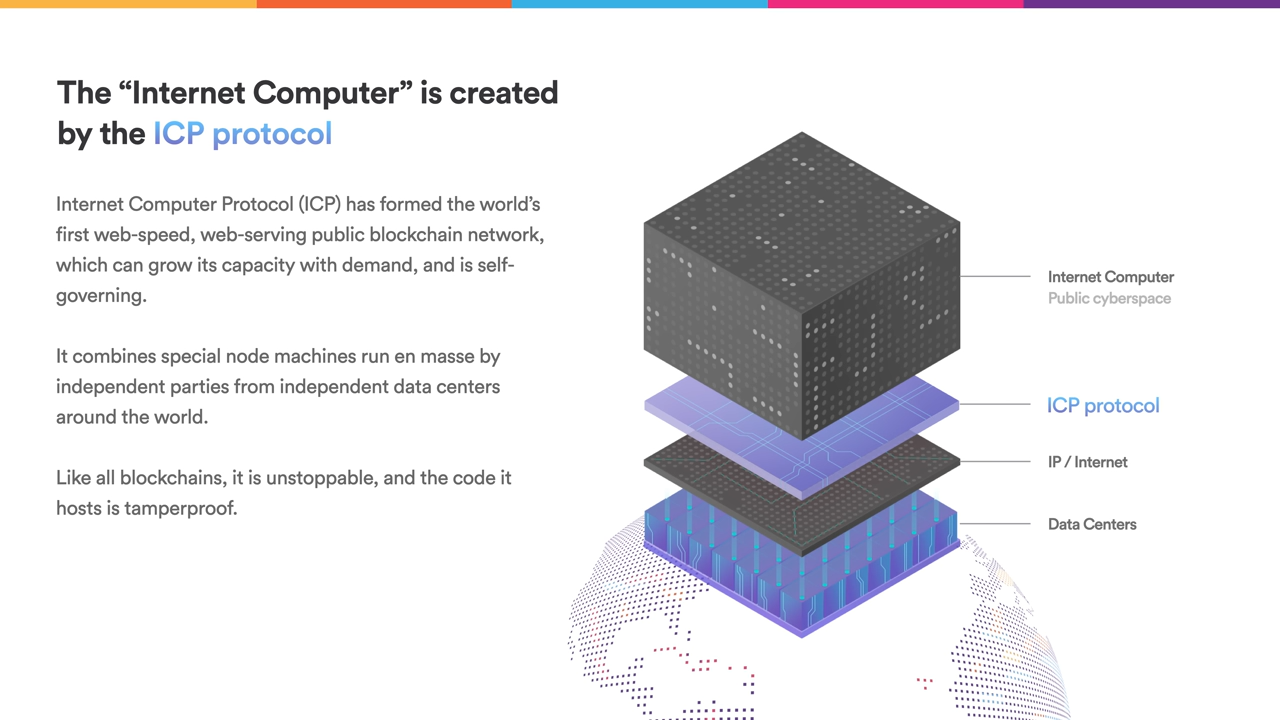 The “Internet Computer” is created
by the ICP protocol
Internet Computer Protocol (ICP) has formed the world’s
first web-speed, web-serving public blockchain network,
which can grow its capacity with demand, and is self-
governing.
It combines special node machines run en masse by
independent parties from independent data centers
around the world.
Like all blockchains, it is unstoppable, and the code it
hosts is tamperproof.
Internet Computer
Public cyberspace
ICP protocol
IP / Internet
Data Centers